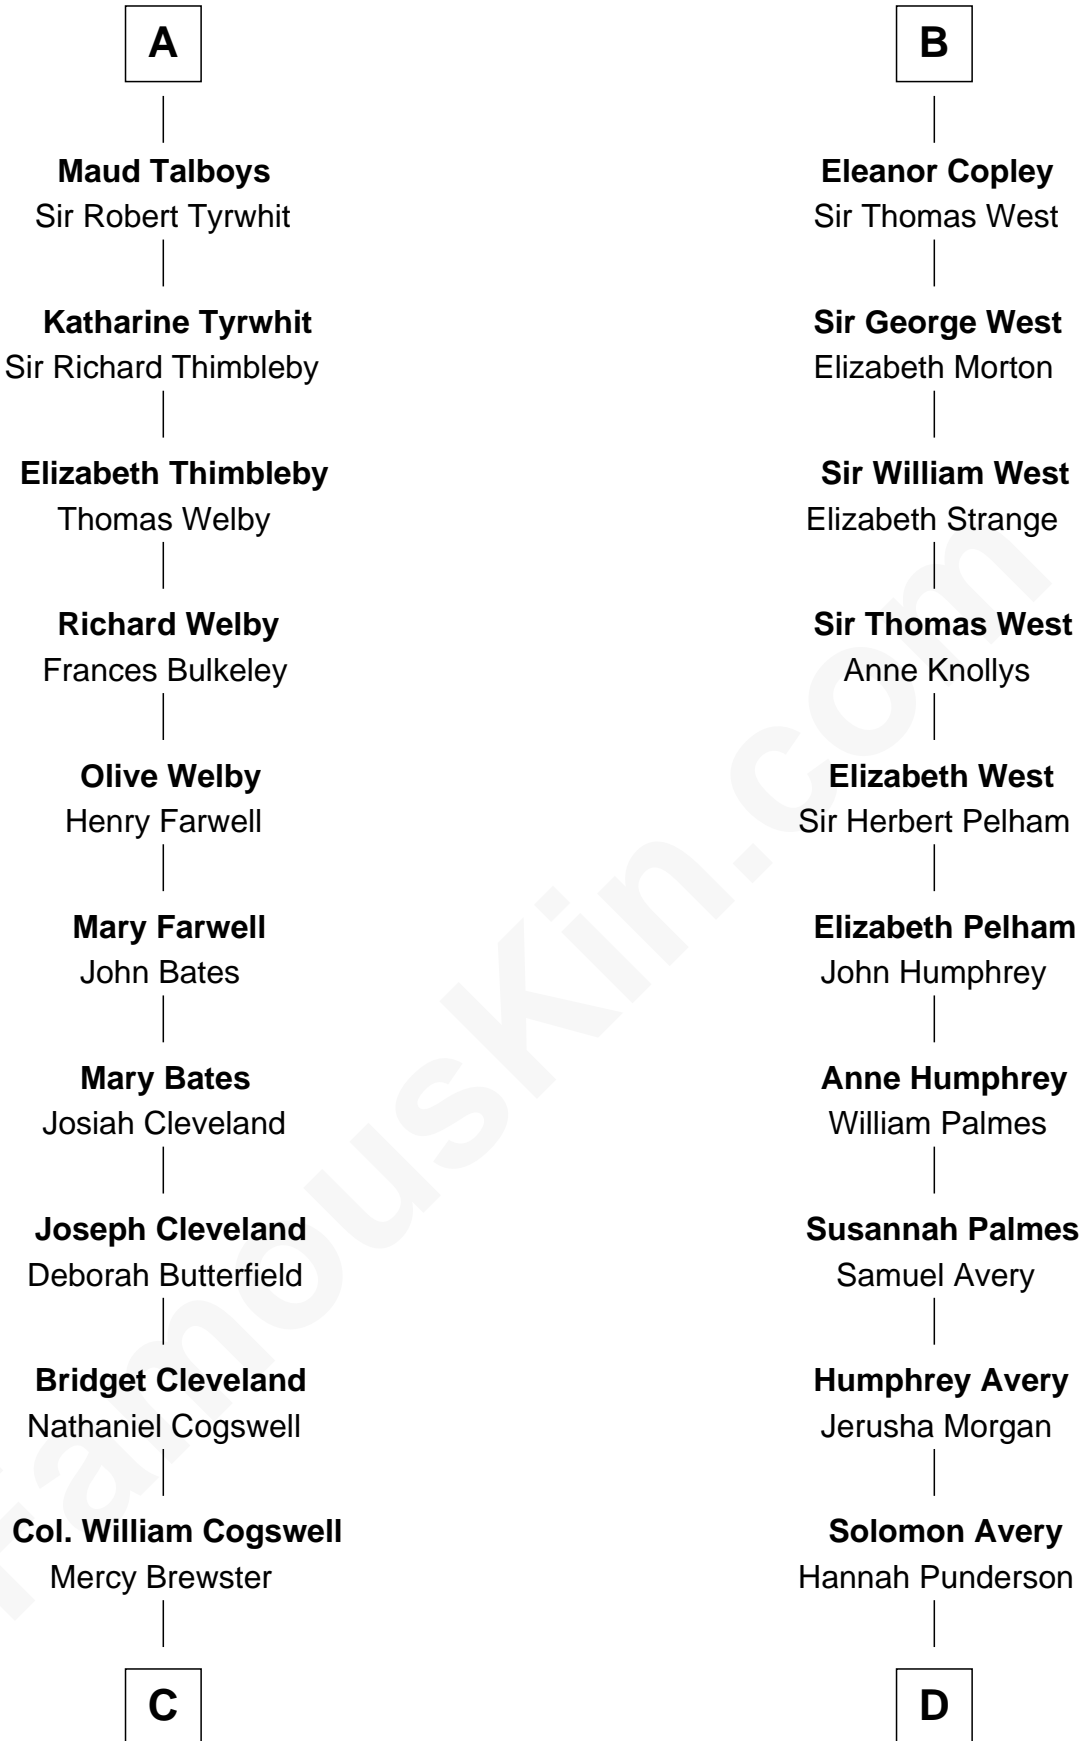 A
B
Maud Talboys
Sir Robert Tyrwhit
Eleanor Copley
Sir Thomas West
Katharine Tyrwhit
Sir Richard Thimbleby
Sir George West
Elizabeth Morton
Elizabeth Thimbleby
Thomas Welby
Sir William West
Elizabeth Strange
Richard Welby
Frances Bulkeley
Sir Thomas West
Anne Knollys
Olive Welby
Henry Farwell
Elizabeth West
Sir Herbert Pelham
Mary Farwell
John Bates
Elizabeth Pelham
John Humphrey
Mary Bates
Josiah Cleveland
Anne Humphrey
William Palmes
Joseph Cleveland
Deborah Butterfield
Susannah Palmes
Samuel Avery
Bridget Cleveland
Nathaniel Cogswell
Humphrey Avery
Jerusha Morgan
Col. William Cogswell
Mercy Brewster
Solomon Avery
Hannah Punderson
C
D
FamousKin.com